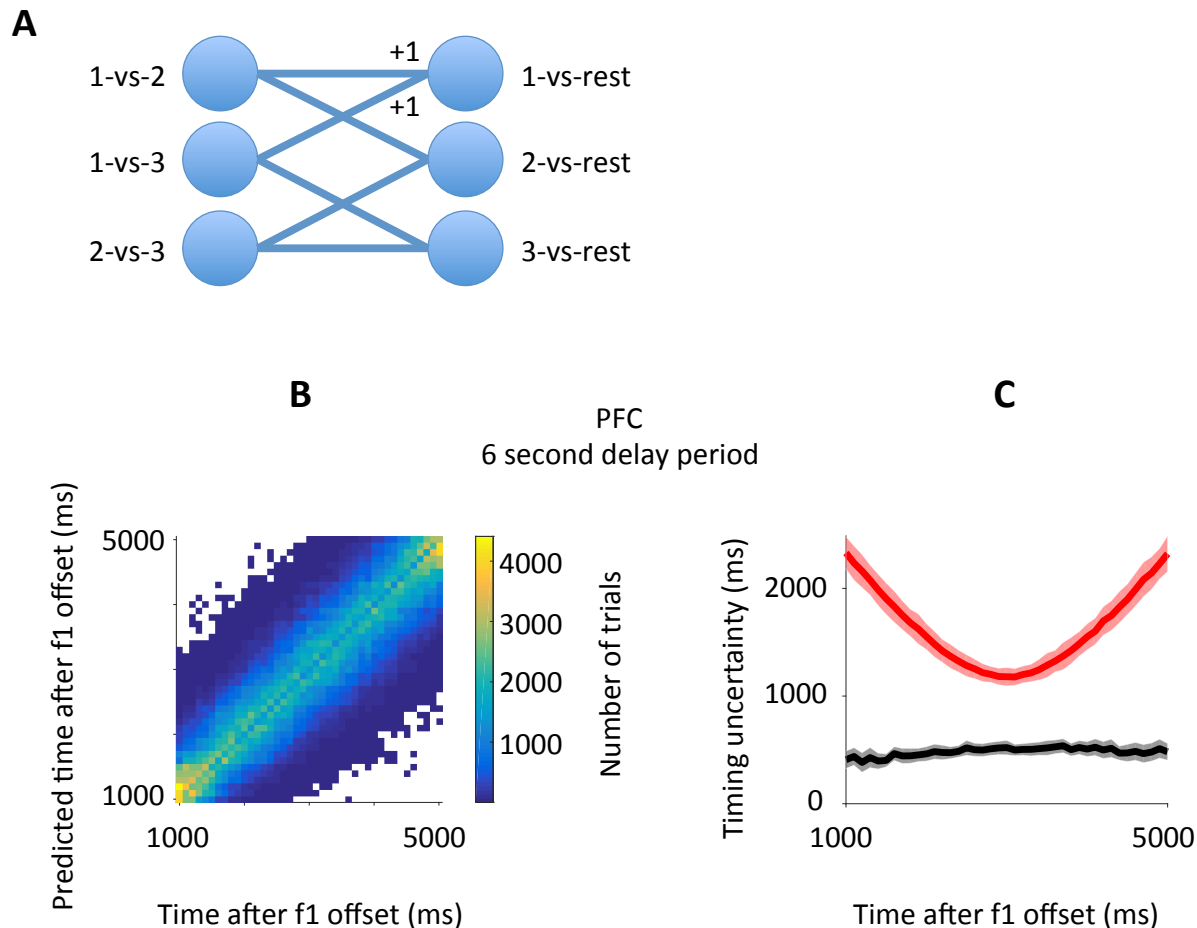 A
1-vs-2
+1
1-vs-rest
+1
1-vs-3
2-vs-rest
2-vs-3
3-vs-rest
B
PFC
6 second delay period
C
Predicted time after f1 offset (ms)
5000
1000
1000
5000
Time after f1 offset (ms)
4000
3000
2000
1000
Number of trials
Timing uncertainty (ms)
2000
1000
0
1000
5000
Time after f1 offset (ms)